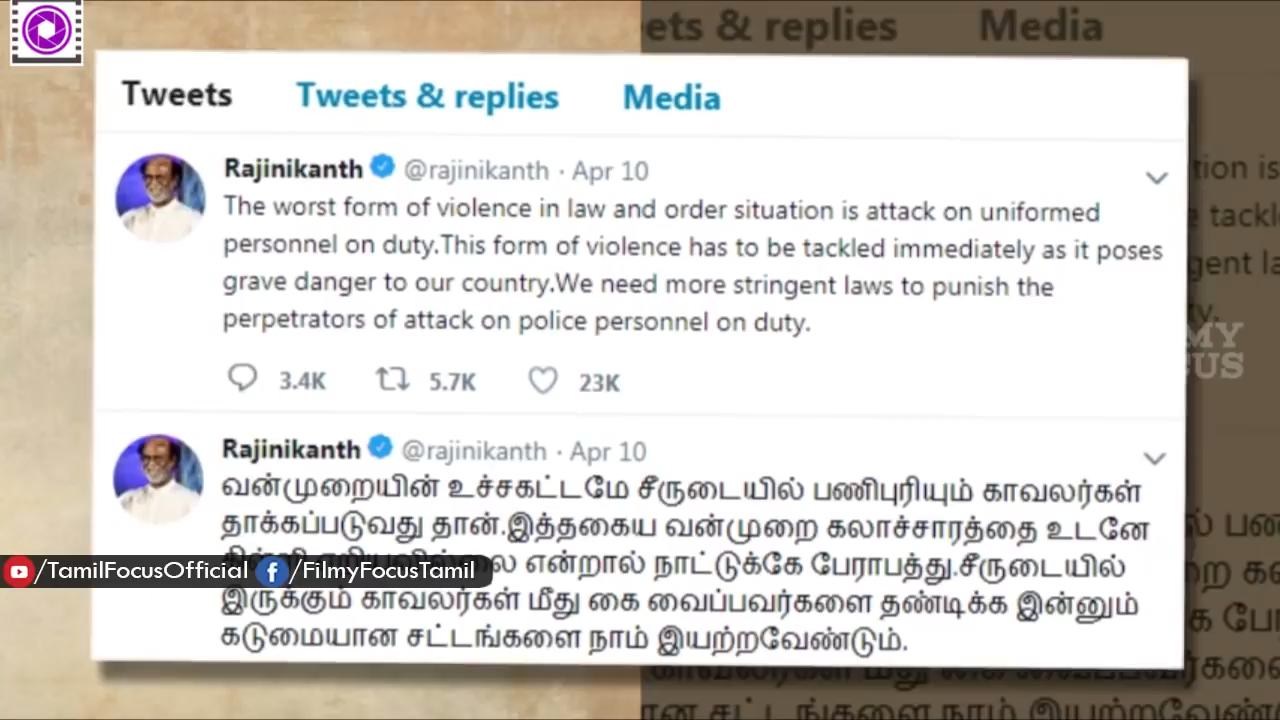 ets & replies Media
Tweets Tweets & replies Media
Rajinikanth @rajinikanth · Apr 10
The worst form of violence in law and order situation is attack on uniformed
personnel on duty.This form of violence has to be tackled immediately as it poses
grave danger to our country.We need more stringent laws to punish the
perpetrators of attack on police personnel on duty.
3.4K 5.7K 23K
Rajinikanth @rajinikanth · Apr 10
வன்முறையின் உச்சகட்டமே சீருடையில் பணிபுரியும் காவலர்கள்
தாக்கப்படுவது தான்.இத்தகைய வன்முறை கலாச்சாரத்தை உடனே
என்றால் நாட்டுக்கே பேராபத்து.சீருடையில்
இருக்கும் காவலர்கள் மீது கை வைப்பவர்களை தண்டிக்க இன்னும்
கடுமையான சட்டங்களை நாம் இயற்றவேண்டும்.
/TamilFocusOfficial /FilmyFocusTamil